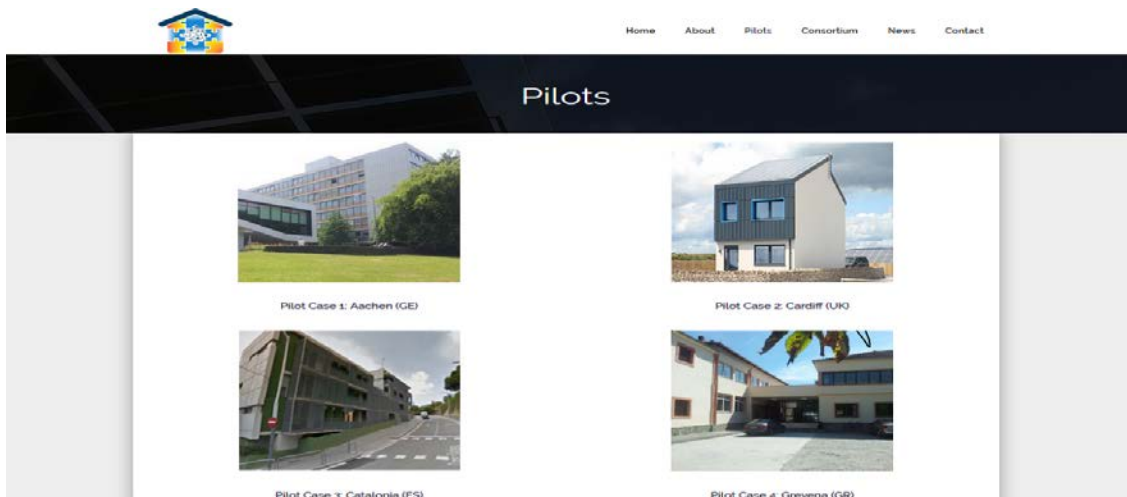 Home About Pilots Consortium News Contact
Pilots
Pilot Case 1: Aachen (GE)
Pilot Case 2: Cardiff (UK)
Pilot Case 3: Catalonia (ES)
Pilot Case 4: Grevena (GR)